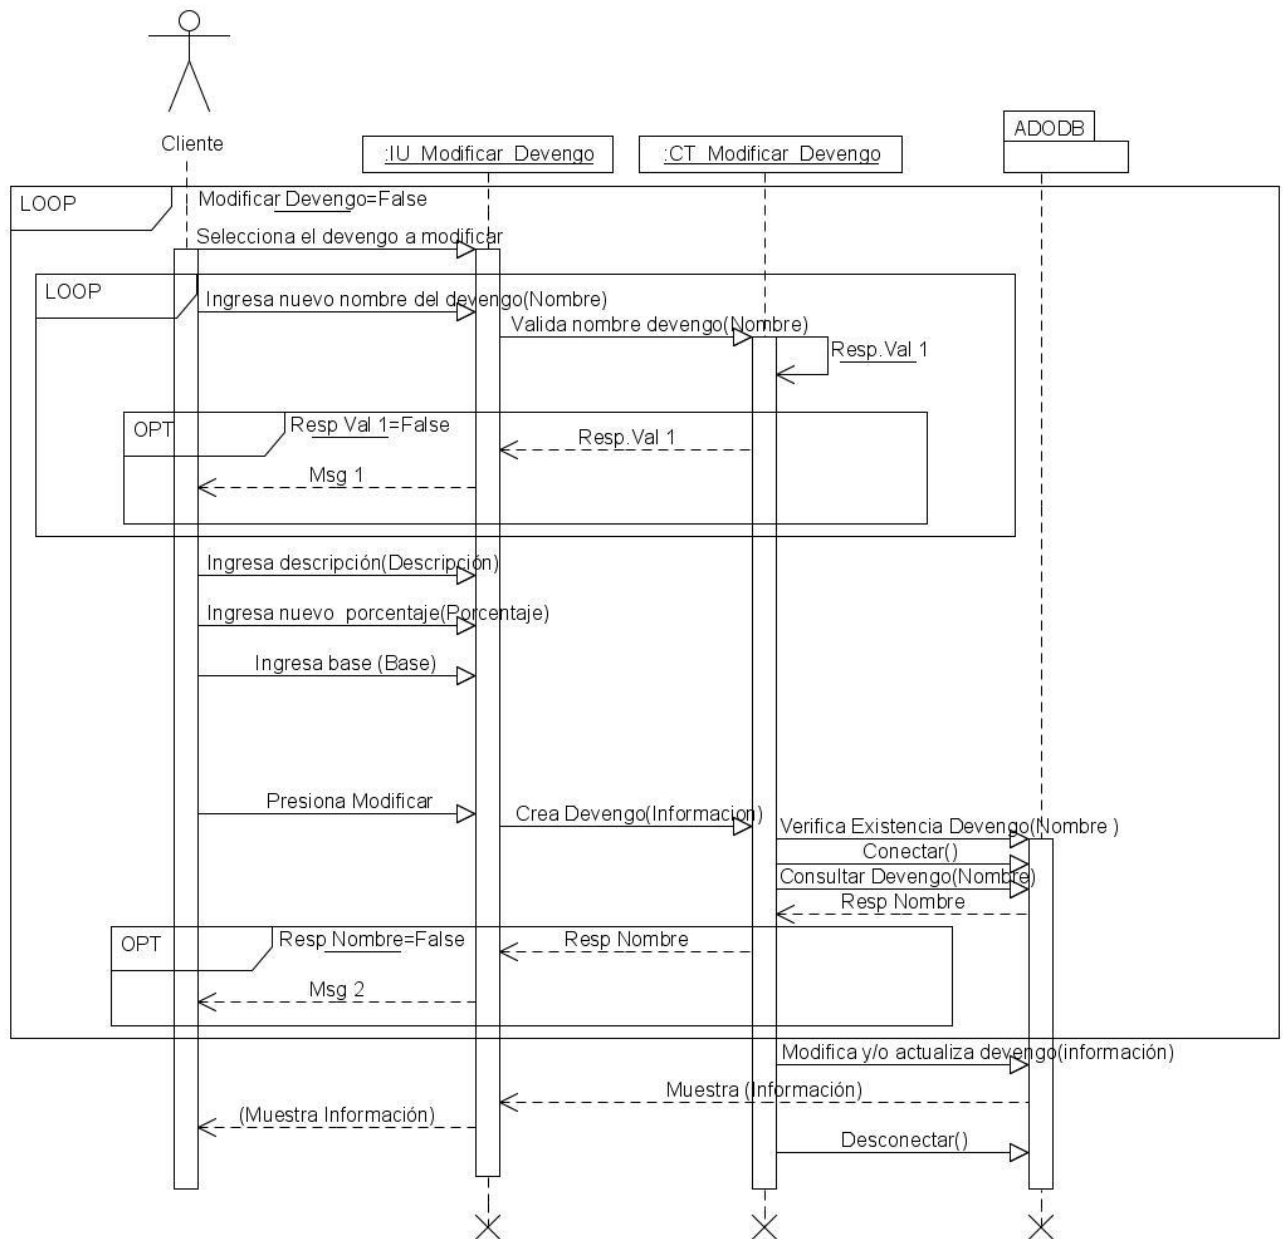 Cliente
:IU_Modificar_Devengo
:CT_Modificar_Devengo
ADODB
LOOP
Modificar Devengo=False
Selecciona el devengo a modificar
LOOP
Ingresa nuevo nombre del devengo(Nombre)
Valida nombre devengo(Nombre)
Resp.Val 1
OPT
Resp Val 1=False
Resp.Val 1
Msg 1
Ingresa descripción(Descripción)
Ingresa nuevo porcentaje(Porcentaje)
Ingresa base (Base)
Presiona Modificar
Crea Devengo(Informacion)
Verifica Existencia Devengo(Nombre )
Conectar()
Consultar Devengo(Nombre)
Resp Nombre
OPT
Resp Nombre=False
Resp Nombre
Msg 2
Modifica y/o actualiza devengo(información)
Muestra (Información)
(Muestra Información)
Desconectar()